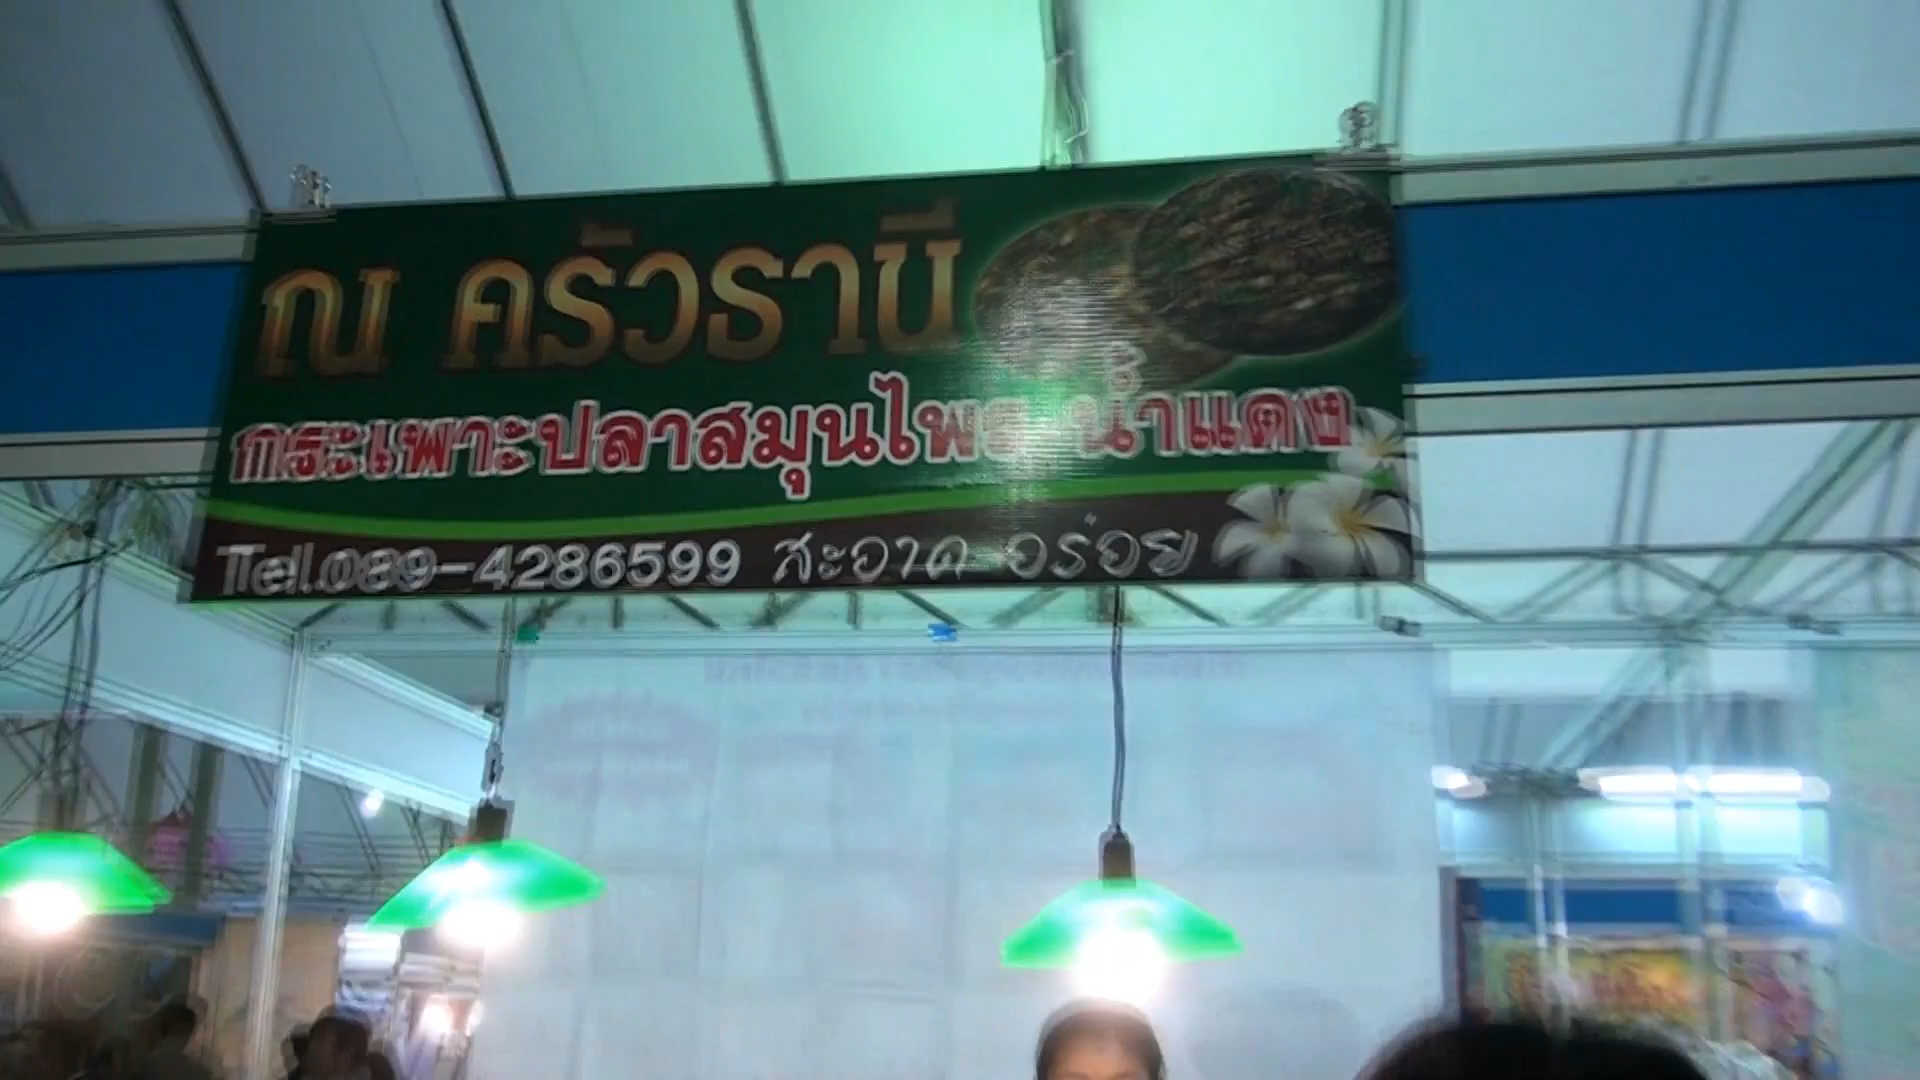 ณ ครัวธานี
กระเพาะปลาสมุนไพร น้ำแดง
Tel.089-4286599 สะอาด อร่อย